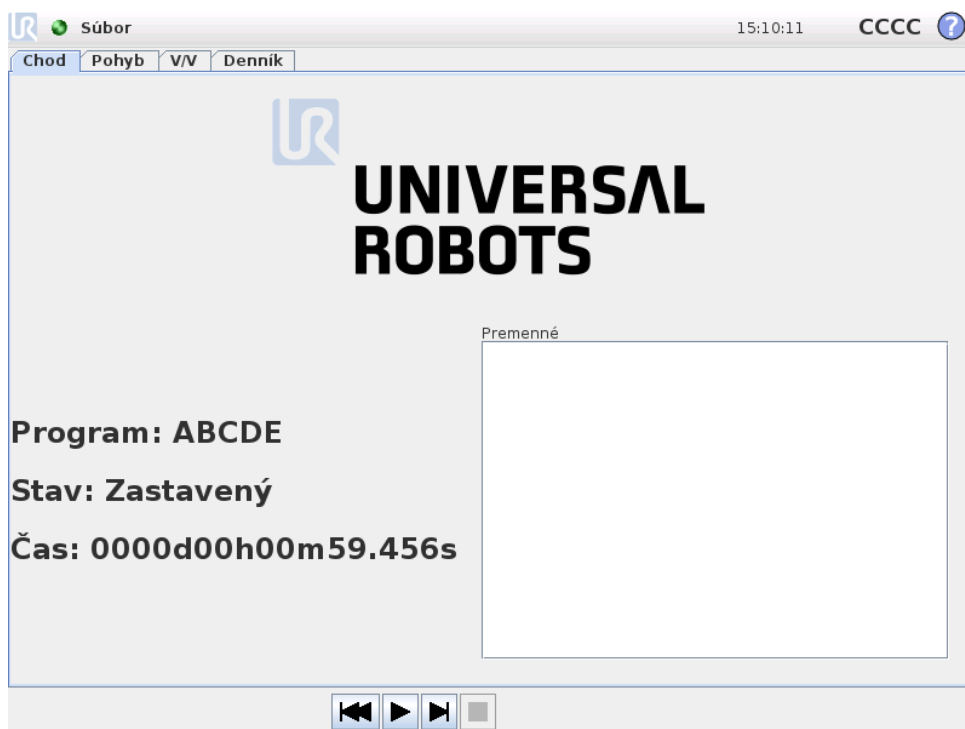 Súbor 15:10:11 CCCC ?
Chod Pohyb V/V Denník
UNIVERSAL
ROBOTS
Premenné
Program: ABCDE
Stav: Zastavený
Čas: 0000d00h00m59.456s